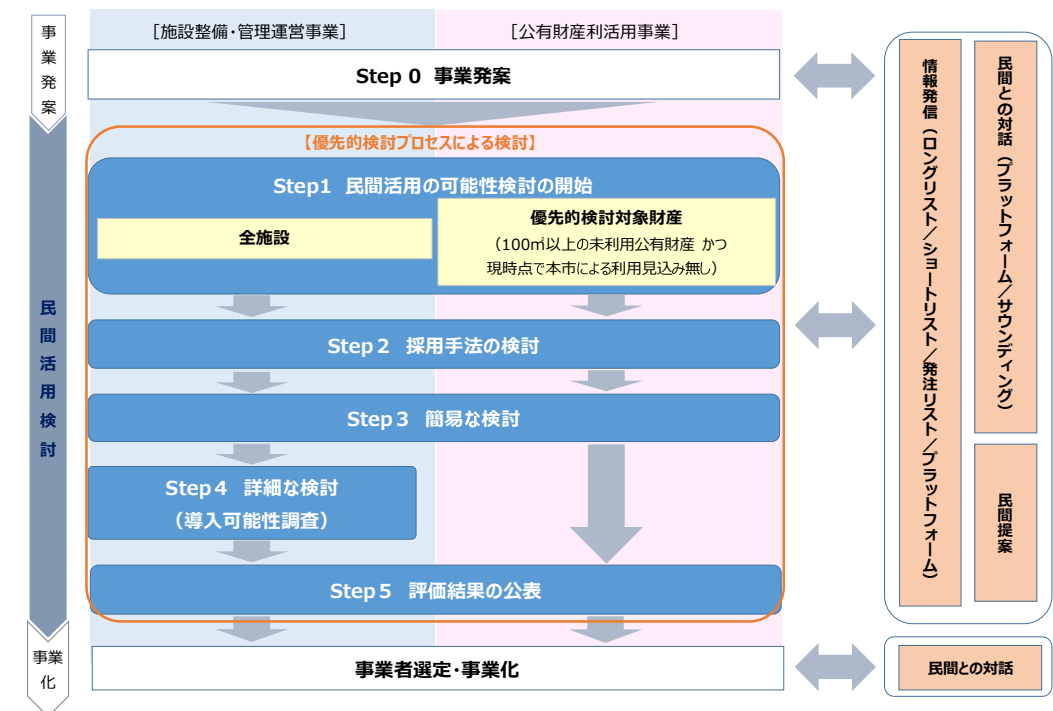 事業発案
［施設整備・管理運営事業］
［公有財産利活用事業］
Step 0 事業発案
【優先的検討プロセスによる検討】
Step1 民間活用の可能性検討の開始
全施設
優先的検討対象財産
（100㎡以上の未利用公有財産 かつ
現時点で本市による利用見込み無し）
民間活用検討
Step２ 採用手法の検討
Step３ 簡易な検討
Step４ 詳細な検討
（導入可能性調査）
Step５ 評価結果の公表
事業
化
事業者選定・事業化
情報発信（ロングリスト／ショートリスト／発注リスト／プラットフォーム）
民間との対話（プラットフォーム／サウンディング）
民間提案
民間との対話